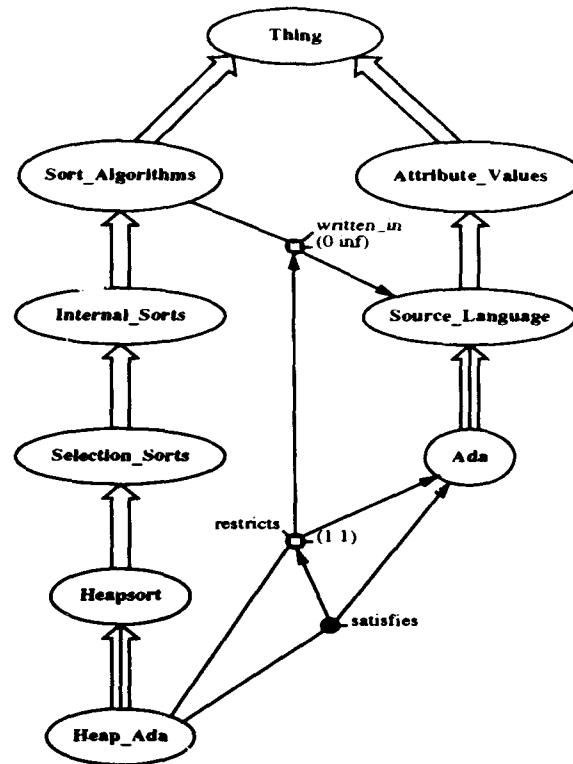 Thing
Sort_Algorithms
Attribute_Values
written_in
(0 inf)
Internal_Sorts
Source_Language
Selection_Sorts
Ada
restricts
(1 1)
Heapsort
satisfies
Heap_Ada